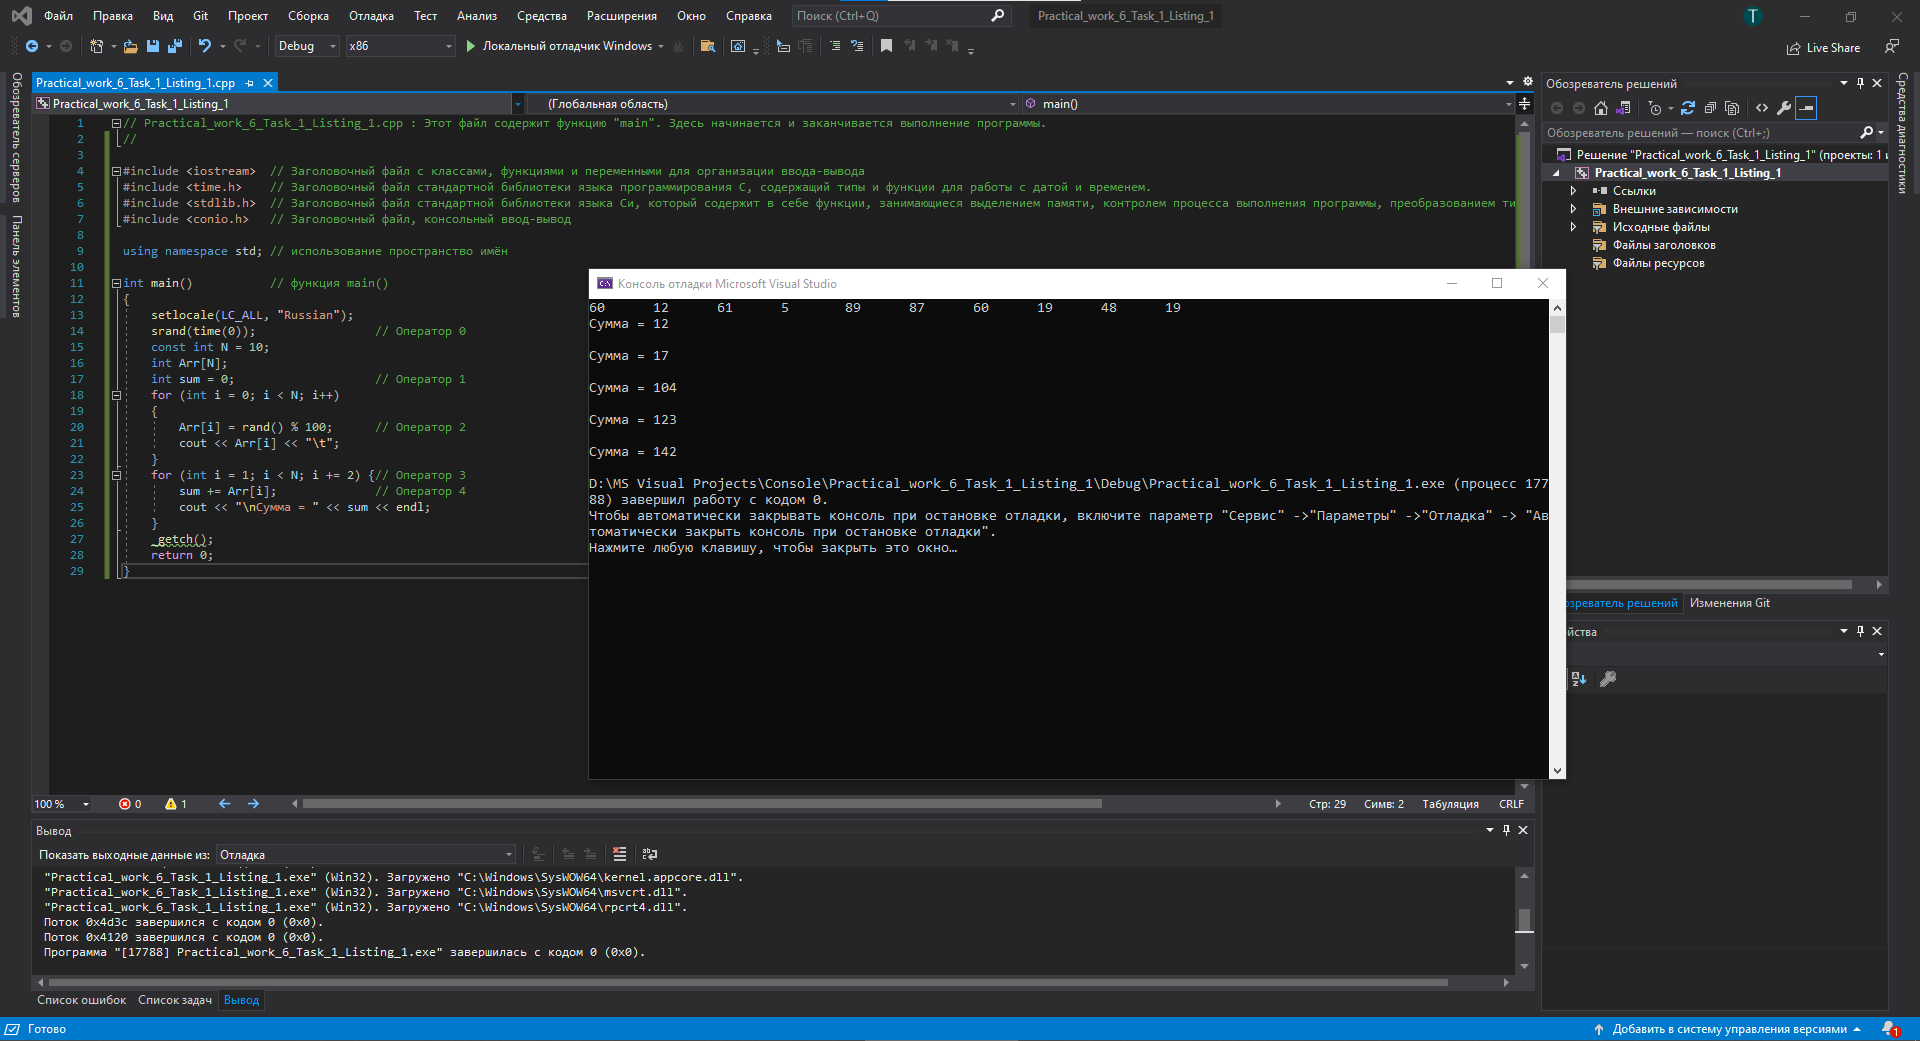 Файл Правка Вид Git Проект Сборка Отладка Тест Анализ Средства Расширения Окно Справка Поиск (Ctrl+Q) Practical_work_6_Task_1_Listing_1 T
Debug x86 Локальный отладчик Windows Live Share
Обозреватель серверов
Панель элементов
Practical_work_6_Task_1_Listing_1.cpp
Practical_work_6_Task_1_Listing_1 (Глобальная область) main()
1 // Practical_work_6_Task_1_Listing_1.cpp : Этот файл содержит функцию "main". Здесь начинается и заканчивается выполнение программы.
2 //
3
4 #include <iostream> // Заголовочный файл с классами, функциями и переменными для организации ввода-вывода
5 #include <time.h> // Заголовочный файл стандартной библиотеки языка программирования С, содержащий типы и функции для работы с датой и временем.
6 #include <stdlib.h> // Заголовочный файл стандартной библиотеки языка Си, который содержит в себе функции, занимающиеся выделением памяти, контролем процесса выполнения программы, преобразованием ти
7 #include <conio.h> // Заголовочный файл, консольный ввод-вывод
8
9 using namespace std; // использование пространство имён
10
11 int main() // функция main()
12 {
13 setlocale(LC_ALL, "Russian");
14 srand(time(0)); // Оператор 0
15 const int N = 10;
16 int Arr[N];
17 int sum = 0; // Оператор 1
18 for (int i = 0; i < N; i++)
19 {
20 Arr[i] = rand() % 100; // Оператор 2
21 cout << Arr[i] << "\t";
22 }
23 for (int i = 1; i < N; i += 2) {// Оператор 3
24 sum += Arr[i]; // Оператор 4
25 cout << "\nСумма = " << sum << endl;
26 }
27 _getch();
28 return 0;
29 }
Консоль отладки Microsoft Visual Studio
60 12 61 5 89 87 60 19 48 19
Сумма = 12
Сумма = 17
Сумма = 104
Сумма = 123
Сумма = 142
D:\MS Visual Projects\Console\Practical_work_6_Task_1_Listing_1\Debug\Practical_work_6_Task_1_Listing_1.exe (процесс 177
88) завершил работу с кодом 0.
Чтобы автоматически закрывать консоль при остановке отладки, включите параметр "Сервис" ->"Параметры" ->"Отладка" -> "Ав
томатически закрыть консоль при остановке отладки".
Нажмите любую клавишу, чтобы закрыть это окно…
100 % 0 1 Стр: 29 Симв: 2 Табуляция CRLF
Вывод
Показать выходные данные из: Отладка
"Practical_work_6_Task_1_Listing_1.exe" (Win32). Загружено "C:\Windows\SysWOW64\kernel.appcore.dll".
"Practical_work_6_Task_1_Listing_1.exe" (Win32). Загружено "C:\Windows\SysWOW64\msvcrt.dll".
"Practical_work_6_Task_1_Listing_1.exe" (Win32). Загружено "C:\Windows\SysWOW64\rpcrt4.dll".
Поток 0x4d3c завершился с кодом 0 (0x0).
Поток 0x4120 завершился с кодом 0 (0x0).
Программа "[17788] Practical_work_6_Task_1_Listing_1.exe" завершилась с кодом 0 (0x0).
Список ошибок Список задач Вывод
Обозреватель решений
Обозреватель решений — поиск (Ctrl+;)
Решение "Practical_work_6_Task_1_Listing_1" (проекты: 1 и
Practical_work_6_Task_1_Listing_1
Ссылки
Внешние зависимости
Исходные файлы
Файлы заголовков
Файлы ресурсов
озреватель решений Изменения Git
йства
Средства диагностики
Готово Добавить в систему управления версиями 1